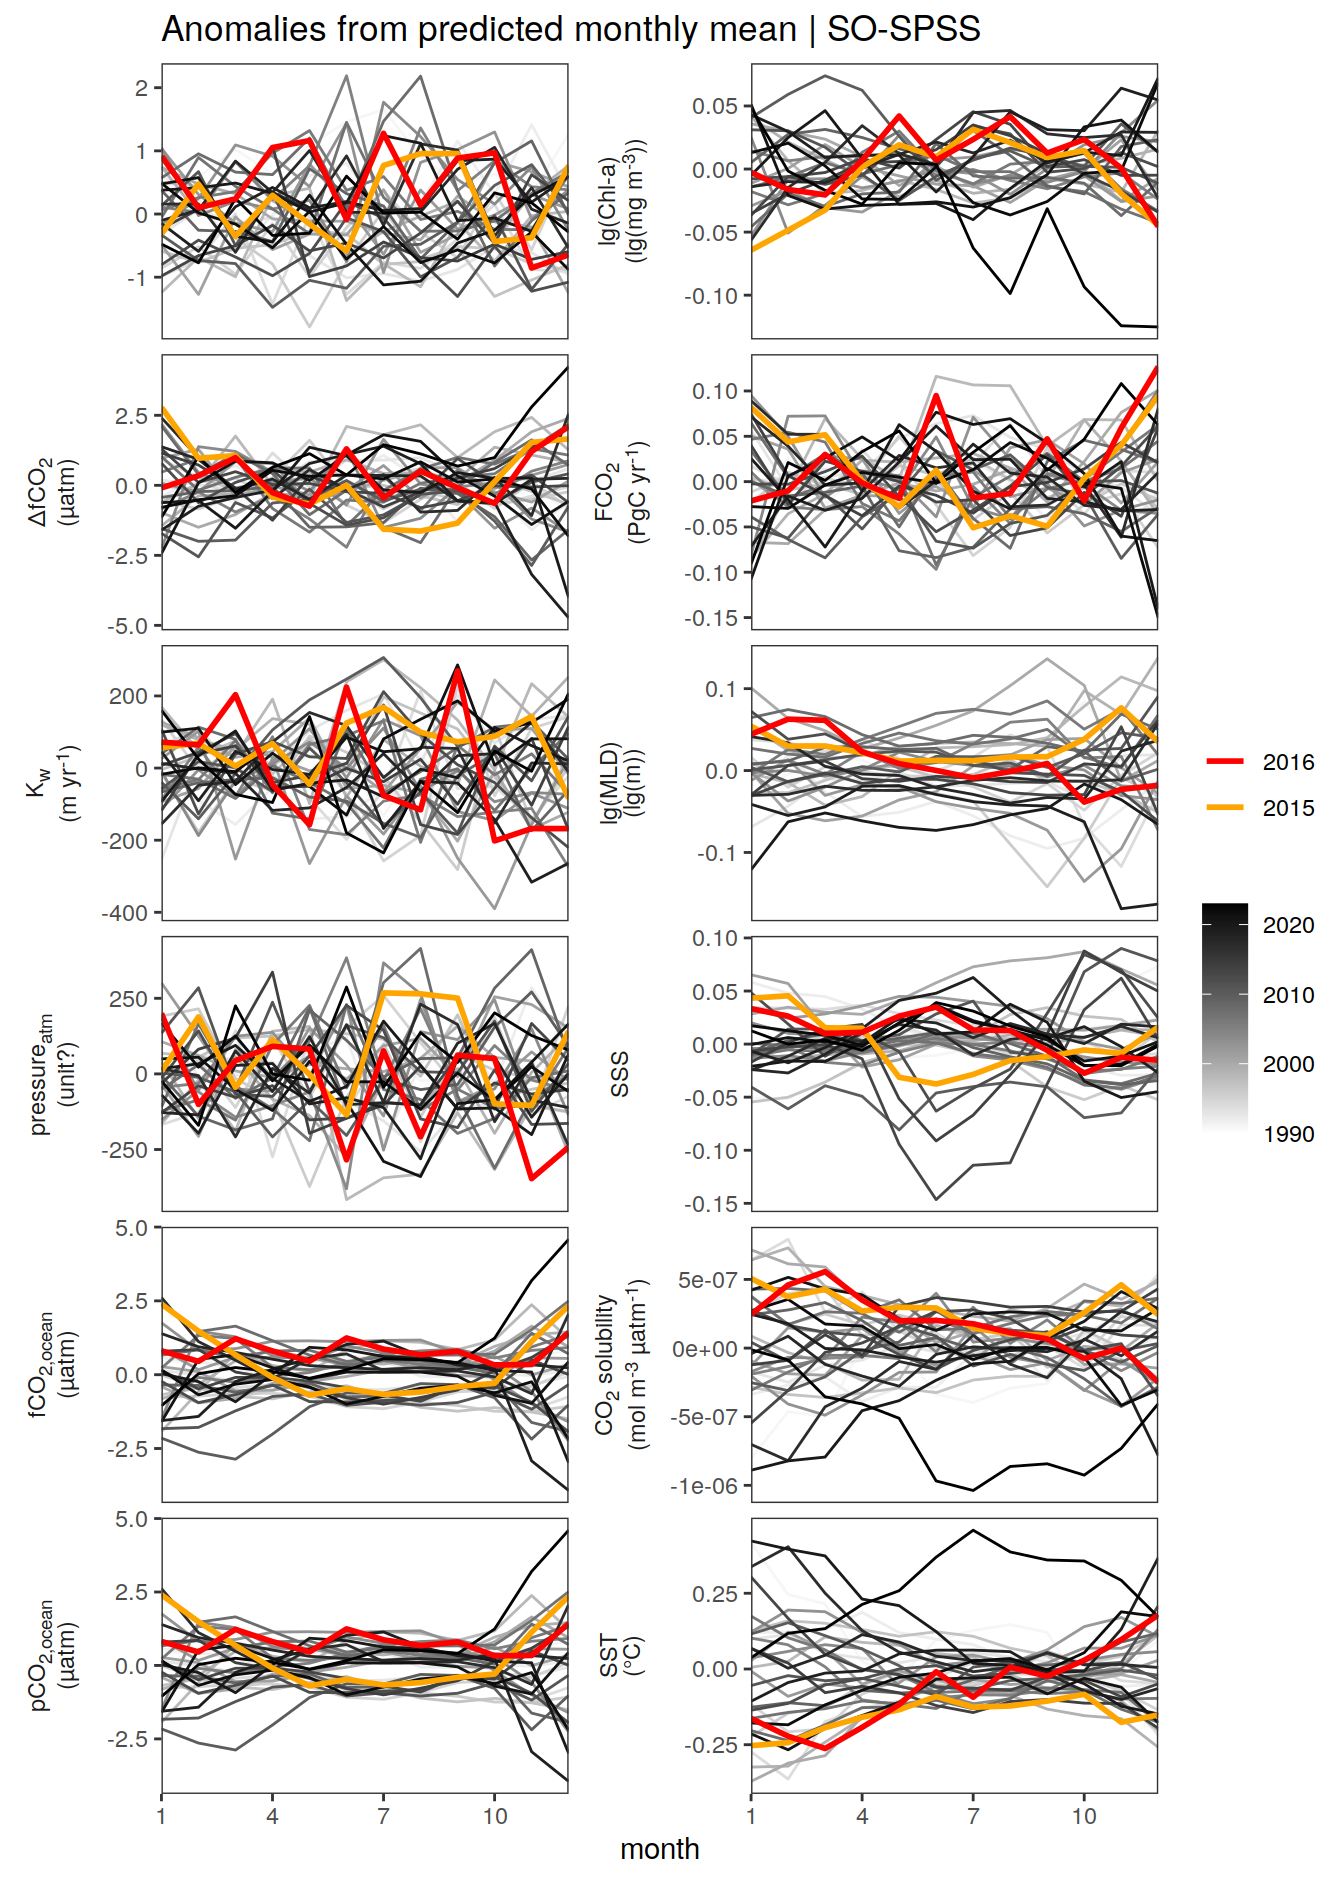 Anomalies from predicted monthly mean | SO-SPSS
2
1
0
-1
lg(Chl-a)
(lg(mg m-3))
0.05
0.00
-0.05
-0.10
ΔfCO2
(µatm)
2.5
0.0
-2.5
-5.0
FCO2
(PgC yr-1)
0.10
0.05
0.00
-0.05
-0.10
-0.15
Kw
(m yr-1)
200
0
-200
-400
lg(MLD)
(lg(m))
0.1
0.0
-0.1
pressureatm
(unit?)
250
0
-250
SSS
0.10
0.05
0.00
-0.05
-0.10
-0.15
fCO2,ocean
(µatm)
5.0
2.5
0.0
-2.5
CO2 solubility
(mol m-3 µatm-1)
5e-07
0e+00
-5e-07
-1e-06
pCO2,ocean
(µatm)
5.0
2.5
0.0
-2.5
SST
(°C)
0.25
0.00
-0.25
1 4 7 10
1 4 7 10
month
2016
2015
2020
2010
2000
1990